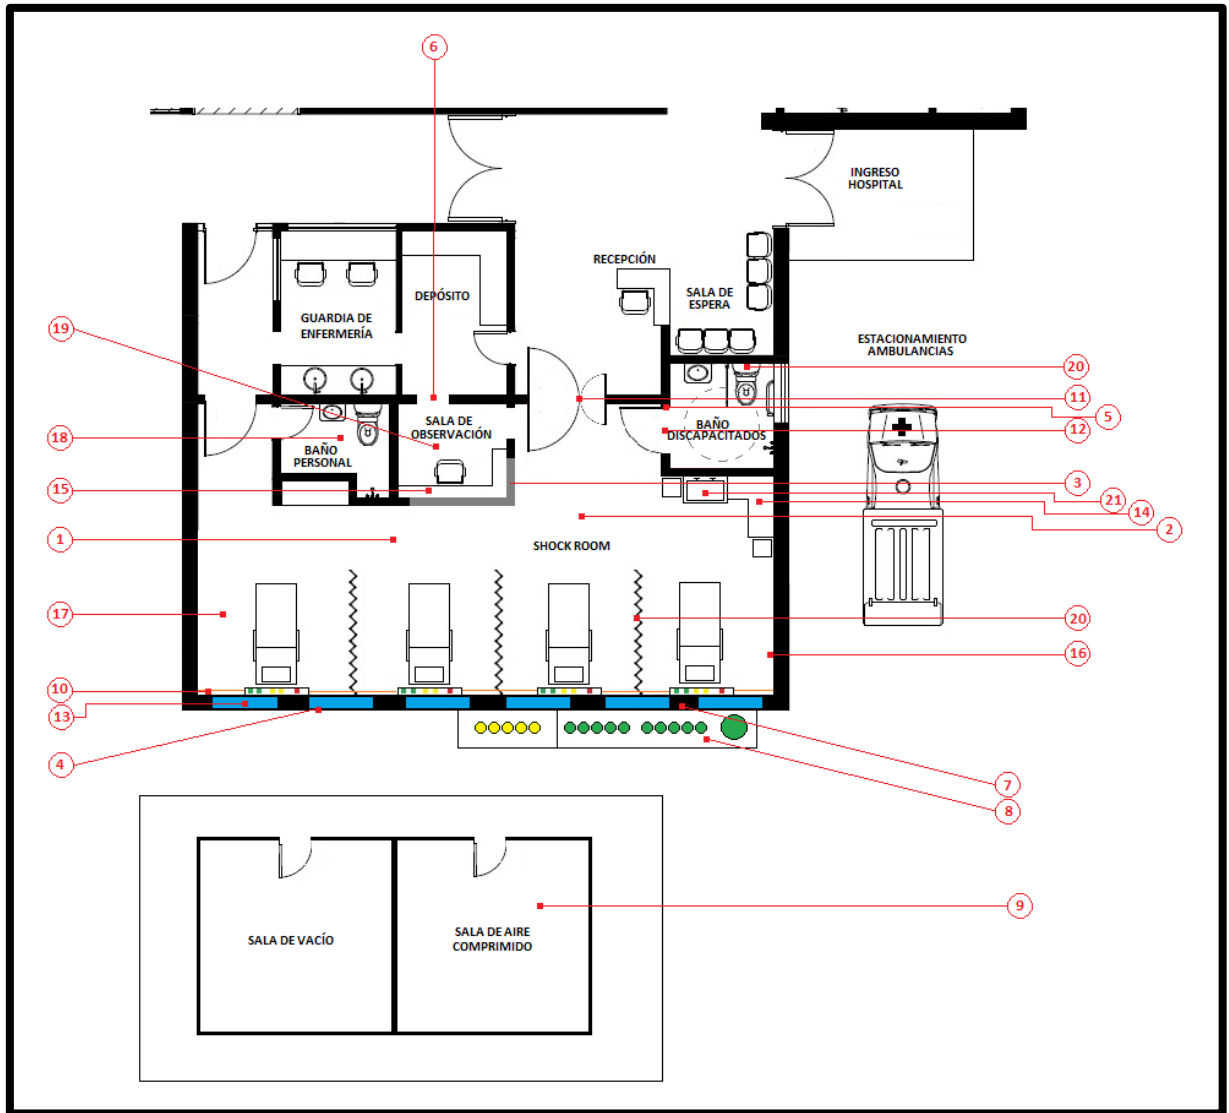 6
INGRESO
HOSPITAL
RECEPCIÓN
SALA DE
ESPERA
DEPÓSITO
GUARDIA DE
ENFERMERÍA
19
ESTACIONAMIENTO
AMBULANCIAS
20
11
5
SALA DE
OBSERVACIÓN
BAÑO
DISCAPACITADOS
12
18
BAÑO
PERSONAL
15
3
21
14
2
1
SHOCK ROOM
17
20
16
10
13
4
7
8
9
SALA DE VACÍO
SALA DE AIRE
COMPRIMIDO